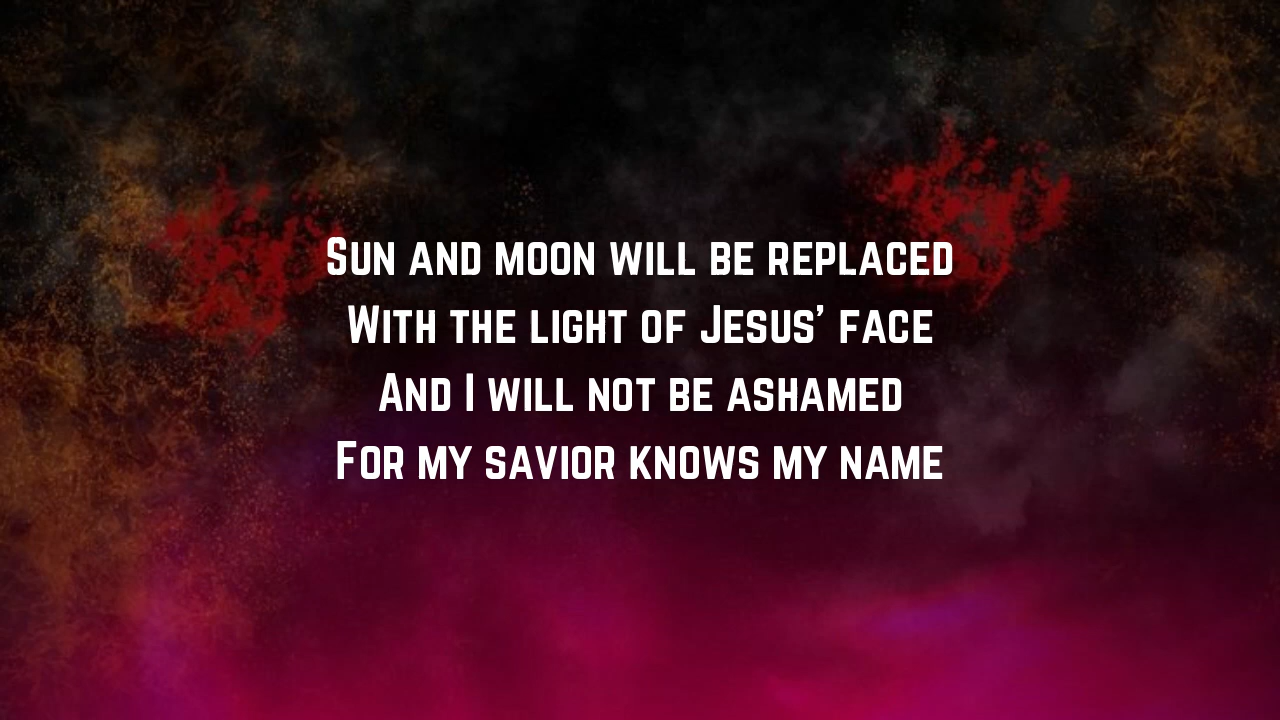 Sun and moon will be replaced
With the light of Jesus’ face
And I will not be ashamed
For my savior knows my name